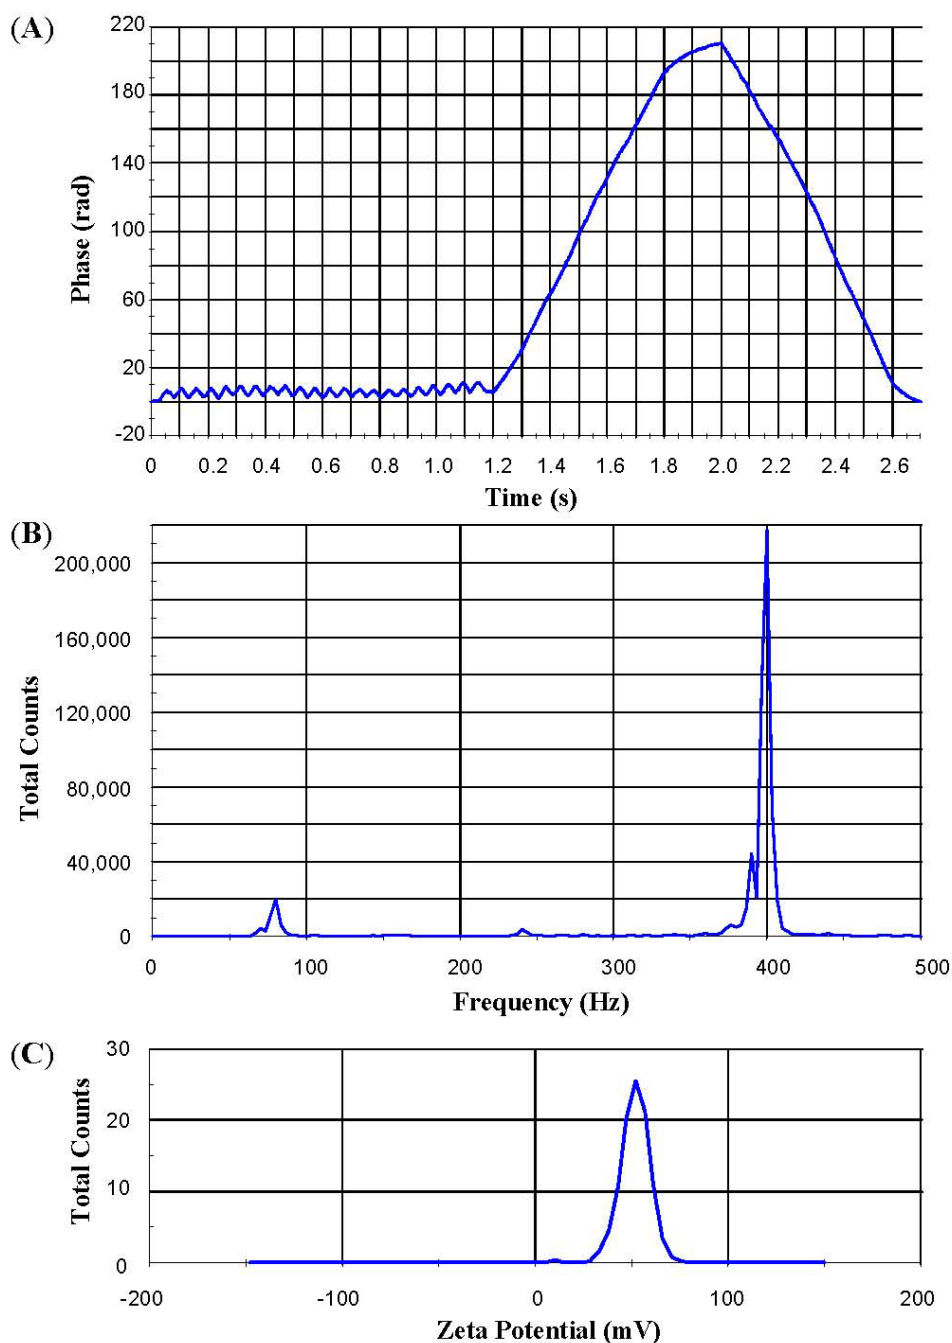 (A)
220
180
140
100
60
20
-20
Phase (rad)
0 0.2 0.4 0.6 0.8 1.0 1.2 1.4 1.6 1.8 2.0 2.2 2.4 2.6
Time (s)
(B)
200,000
160,000
120,000
80,000
40,000
0
Total Counts
0 100 200 300 400 500
Frequency (Hz)
(C)
30
20
10
0
Total Counts
-200 -100 0 100 200
Zeta Potential (mV)